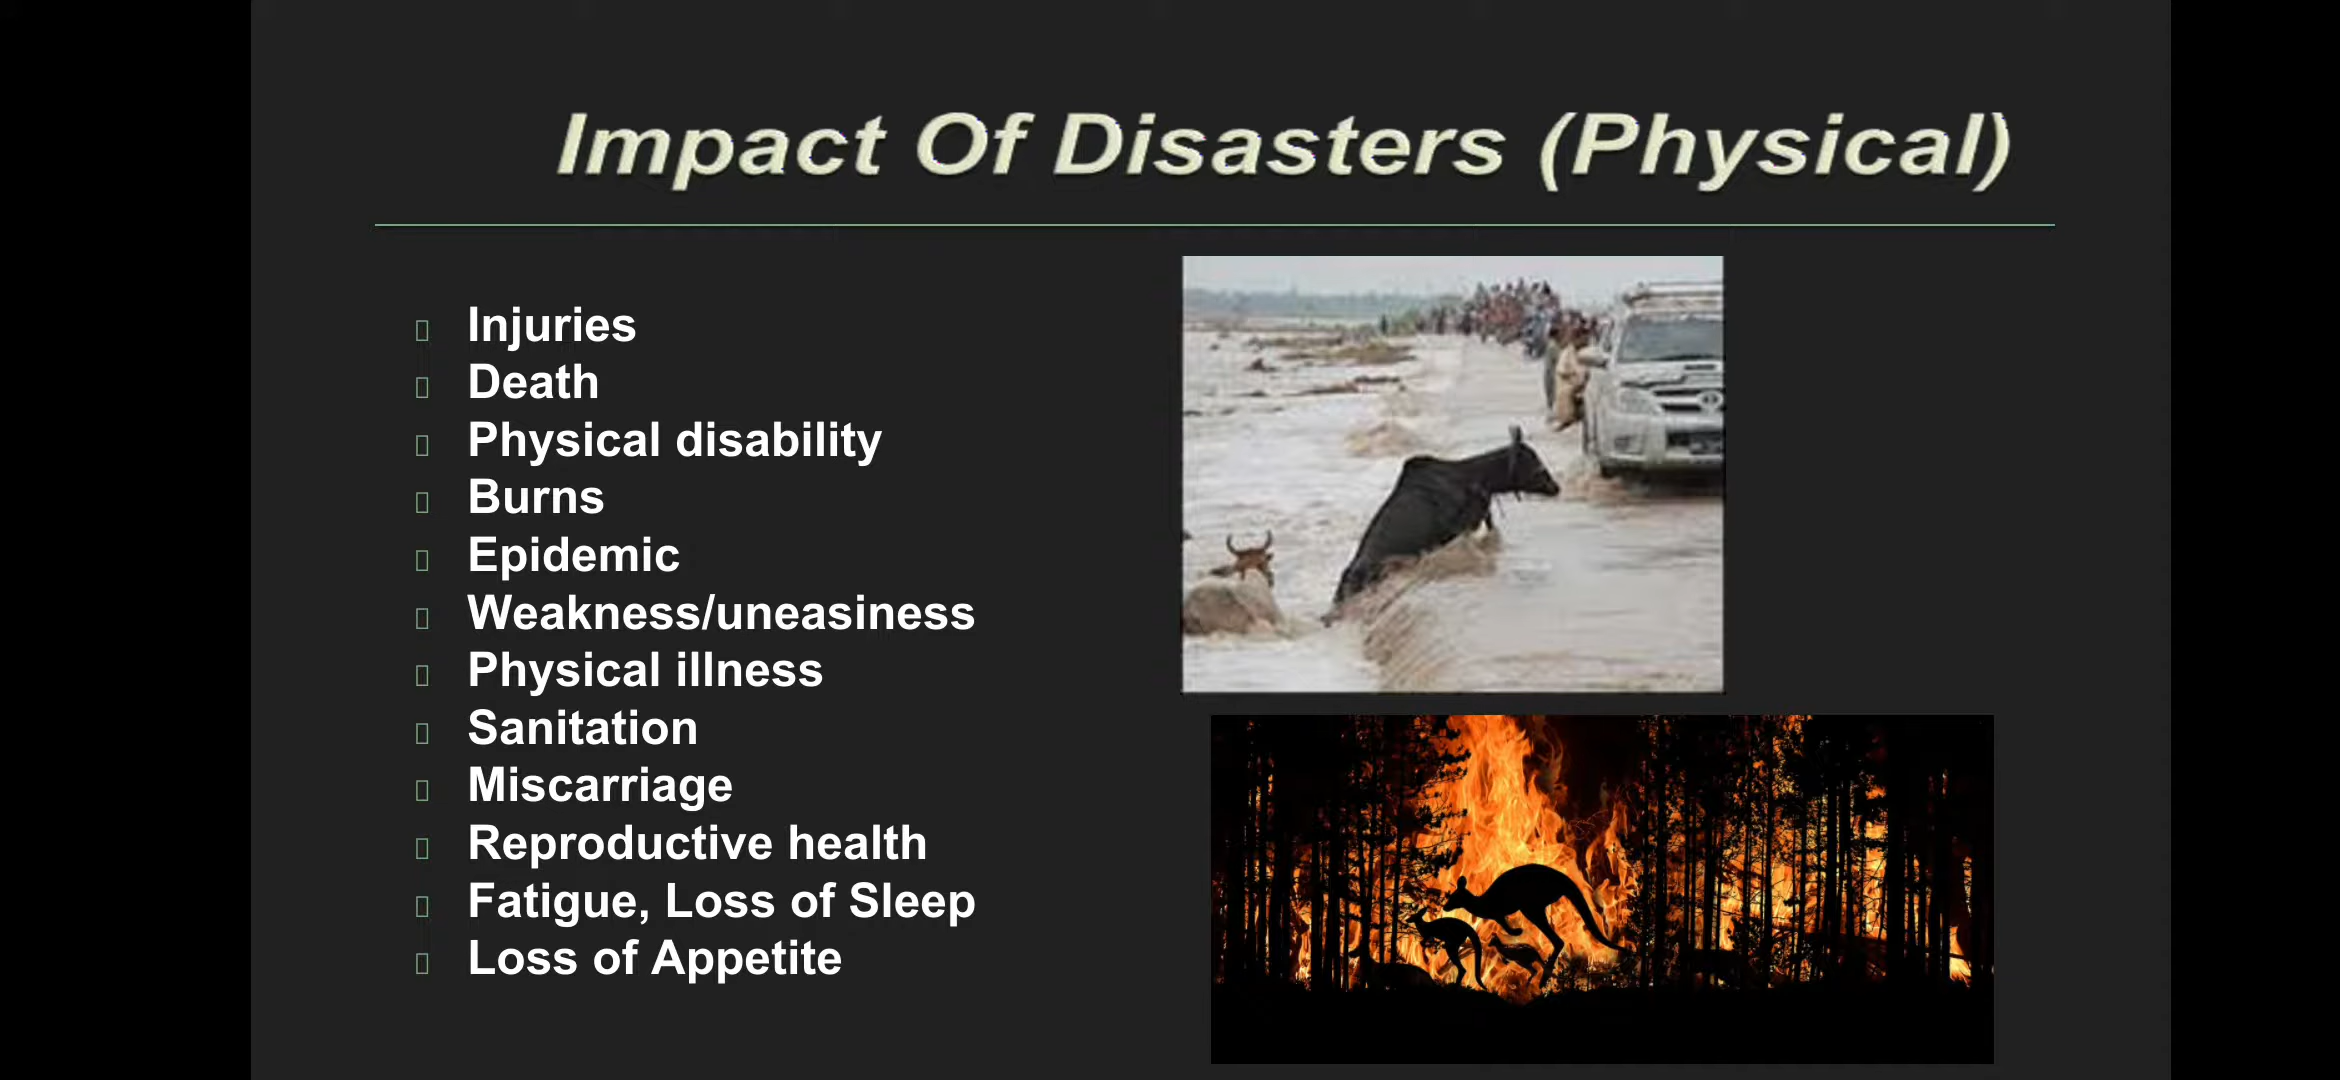 Impact Of Disasters (Physical)
Injuries
Death
Physical disability
Burns
Epidemic
Weakness/uneasiness
Physical illness
Sanitation
Miscarriage
Reproductive health
Fatigue, Loss of Sleep
Loss of Appetite